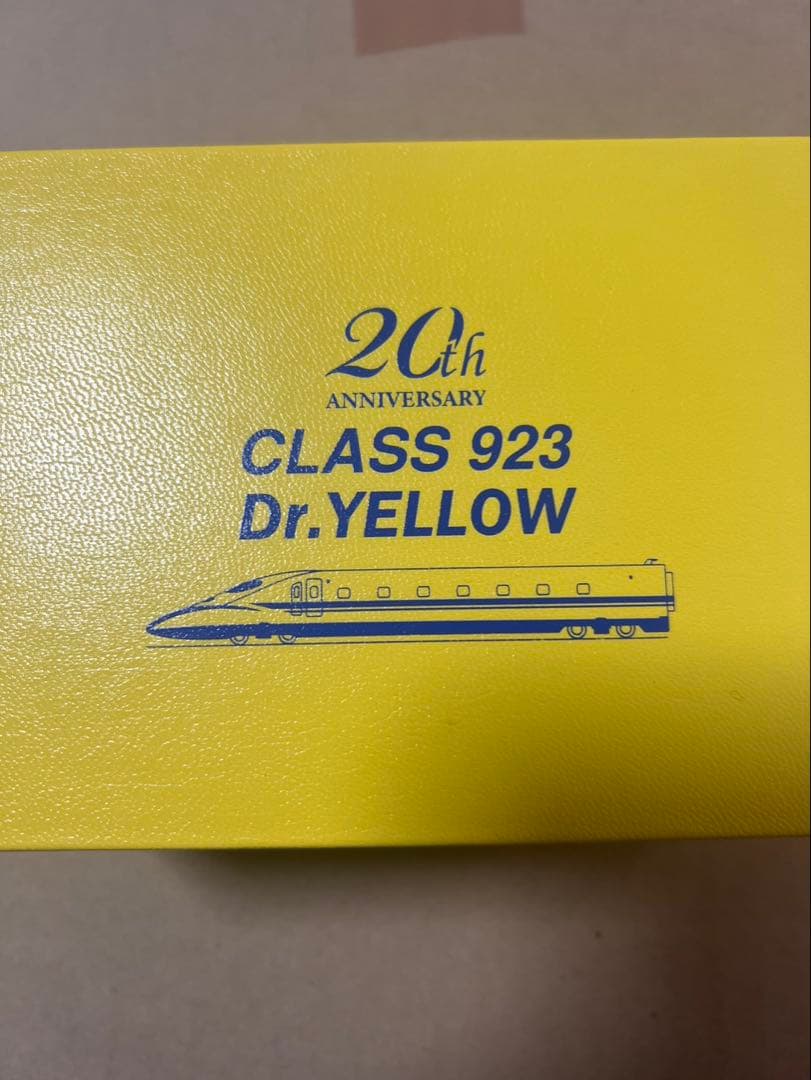 20th
ANNIVERSARY
CLASS 923
Dr.YELLOW